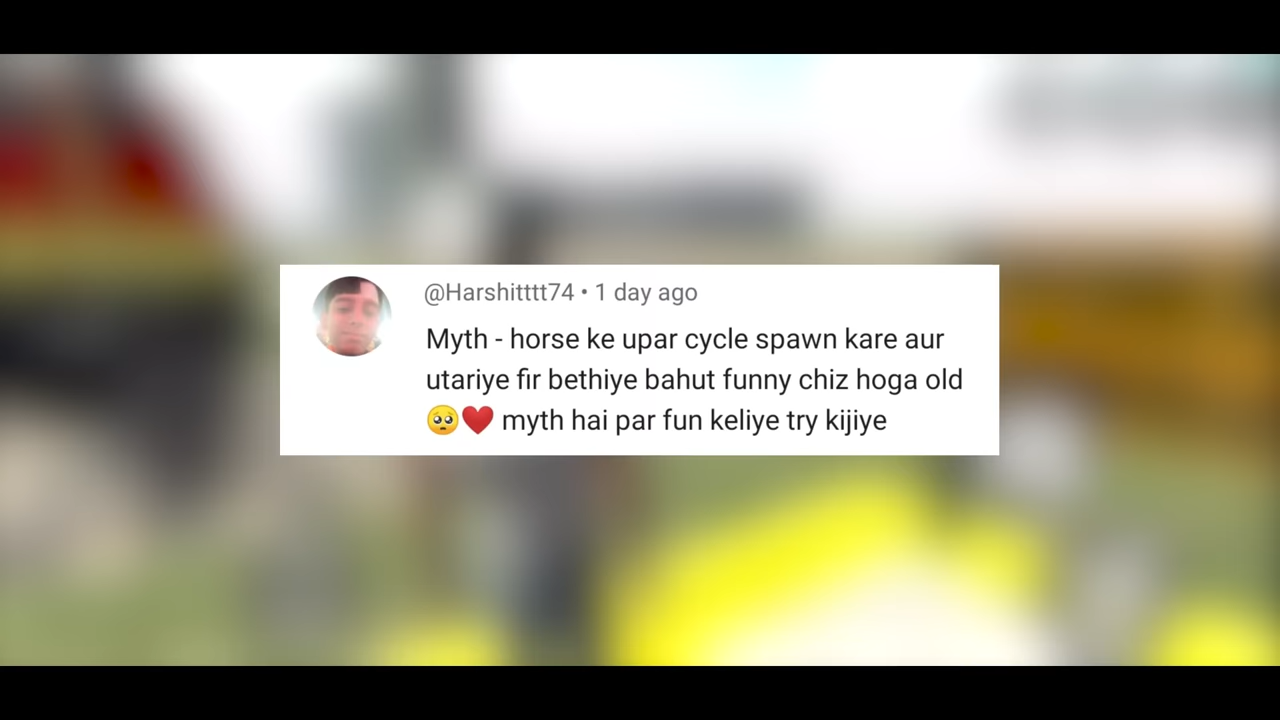 @Harshitttt74 • 1 day ago
Myth - horse ke upar cycle spawn kare aur
utariye fir bethiye bahut funny chiz hoga old
🥺❤️ myth hai par fun keliye try kijiye